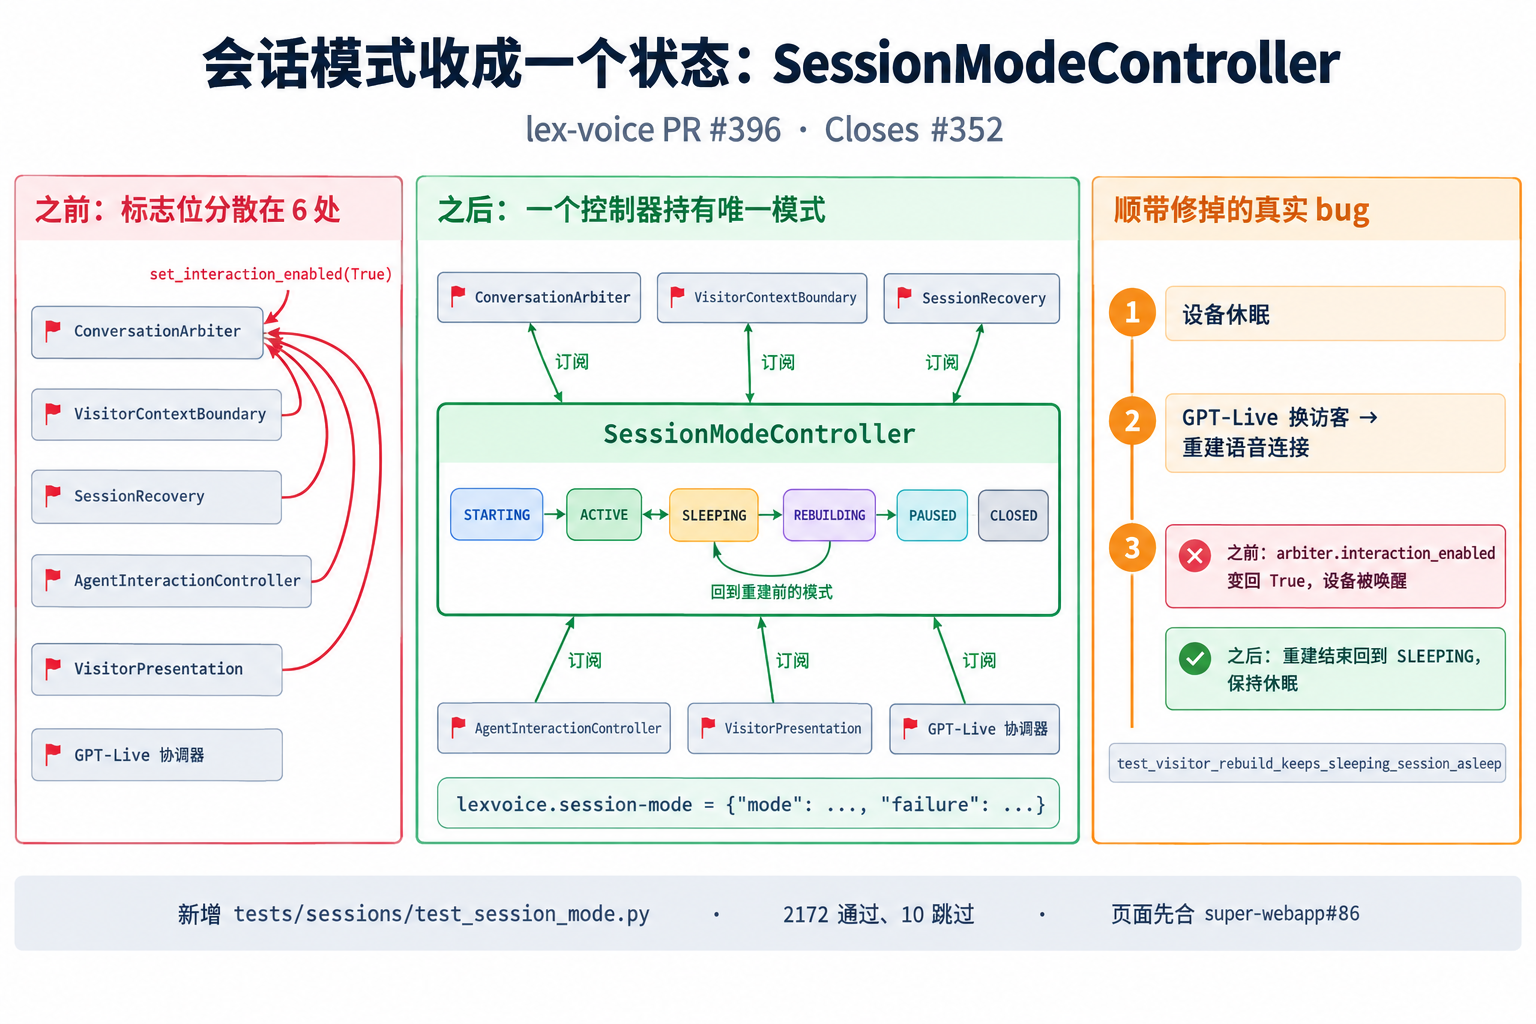 会话模式收成一个状态：SessionModeController
lex-voice PR #396 · Closes #352
之前：标志位分散在 6 处
set_interaction_enabled(True)
ConversationArbiter
VisitorContextBoundary
SessionRecovery
AgentInteractionController
VisitorPresentation
GPT-Live 协调器
之后：一个控制器持有唯一模式
ConversationArbiter
VisitorContextBoundary
SessionRecovery
订阅
订阅
订阅
SessionModeController
STARTING
ACTIVE
SLEEPING
REBUILDING
PAUSED
CLOSED
回到重建前的模式
订阅
订阅
订阅
AgentInteractionController
VisitorPresentation
GPT-Live 协调器
lexvoice.session-mode = {"mode": ..., "failure": ...}
顺带修掉的真实 bug
1
设备休眠
2
GPT-Live 换访客 →
重建语音连接
3
之前：arbiter.interaction_enabled
变回 True，设备被唤醒
之后：重建结束回到 SLEEPING，
保持休眠
test_visitor_rebuild_keeps_sleeping_session_asleep
新增 tests/sessions/test_session_mode.py · 2172 通过、10 跳过 · 页面先合 super-webapp#86